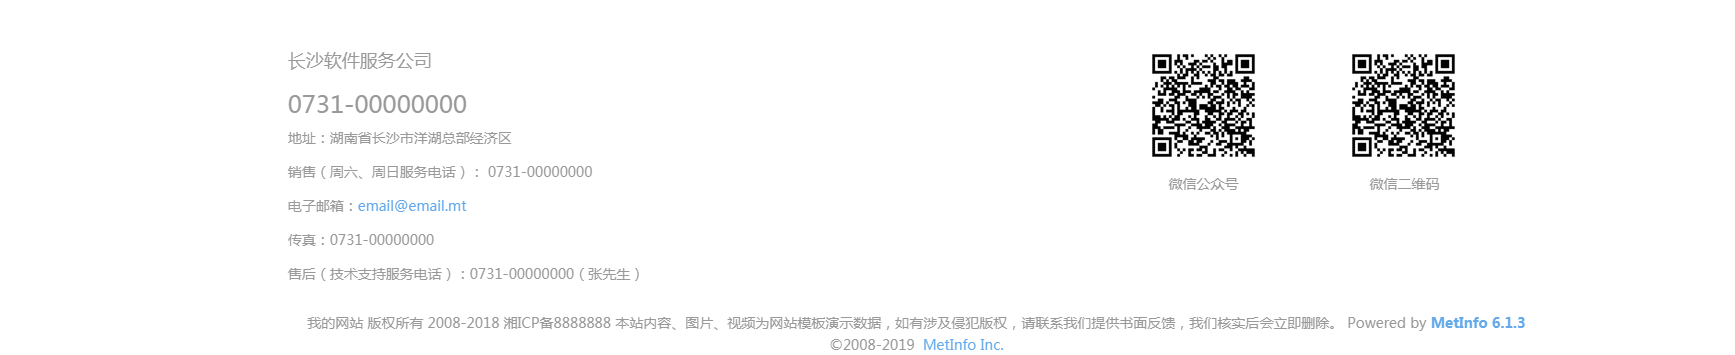 长沙软件服务公司
0731-00000000
地址：湖南省长沙市洋湖总部经济区
销售（周六、周日服务电话）： 0731-00000000
电子邮箱：email@email.mt
传真：0731-00000000
售后（技术支持服务电话）：0731-00000000（张先生）
微信公众号
微信二维码
我的网站 版权所有 2008-2018 湘ICP备8888888 本站内容、图片、视频为网站模板演示数据，如有涉及侵犯版权，请联系我们提供书面反馈，我们核实后会立即删除。 Powered by MetInfo 6.1.3
©2008-2019 MetInfo Inc.